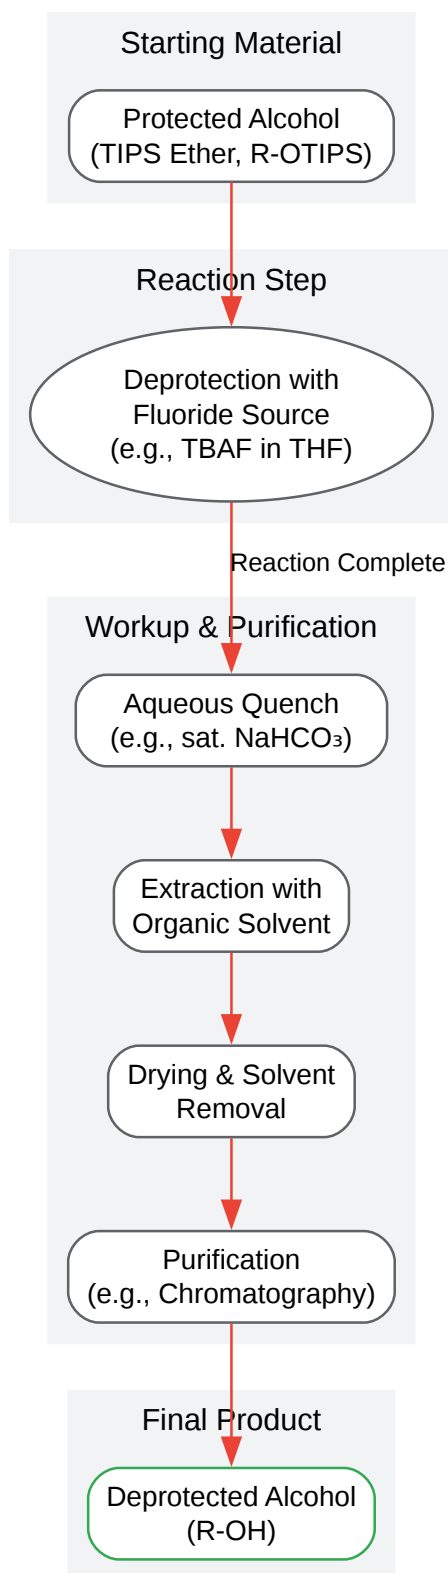 Starting Material
Protected Alcohol
(TIPS Ether, R-OTIPS)
Reaction Step
Deprotection with
Fluoride Source
(e.g., TBAF in THF)
Reaction Complete
Workup & Purification
Aqueous Quench
(e.g., sat. NaHCO₃)
Extraction with
Organic Solvent
Drying & Solvent
Removal
Purification
(e.g., Chromatography)
Final Product
Deprotected Alcohol
(R-OH)